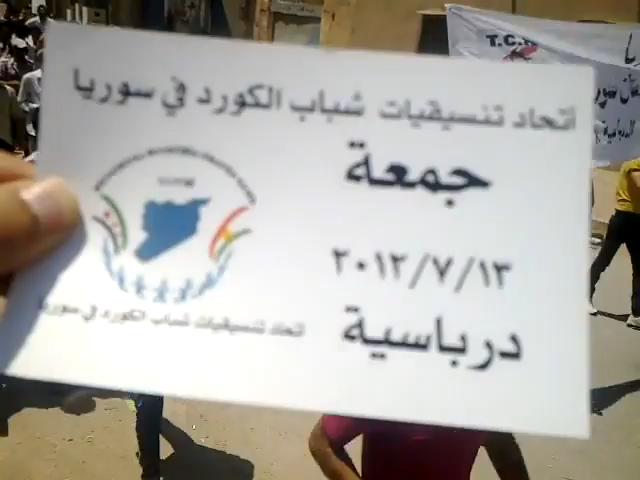 اتحاد تنسيقيات شباب الكورد في سوريا
جمعة
٢٠١٢/٧/١٣
درباسية
اتحاد تنسيقيات شباب الكورد في سوريا
T.C.K